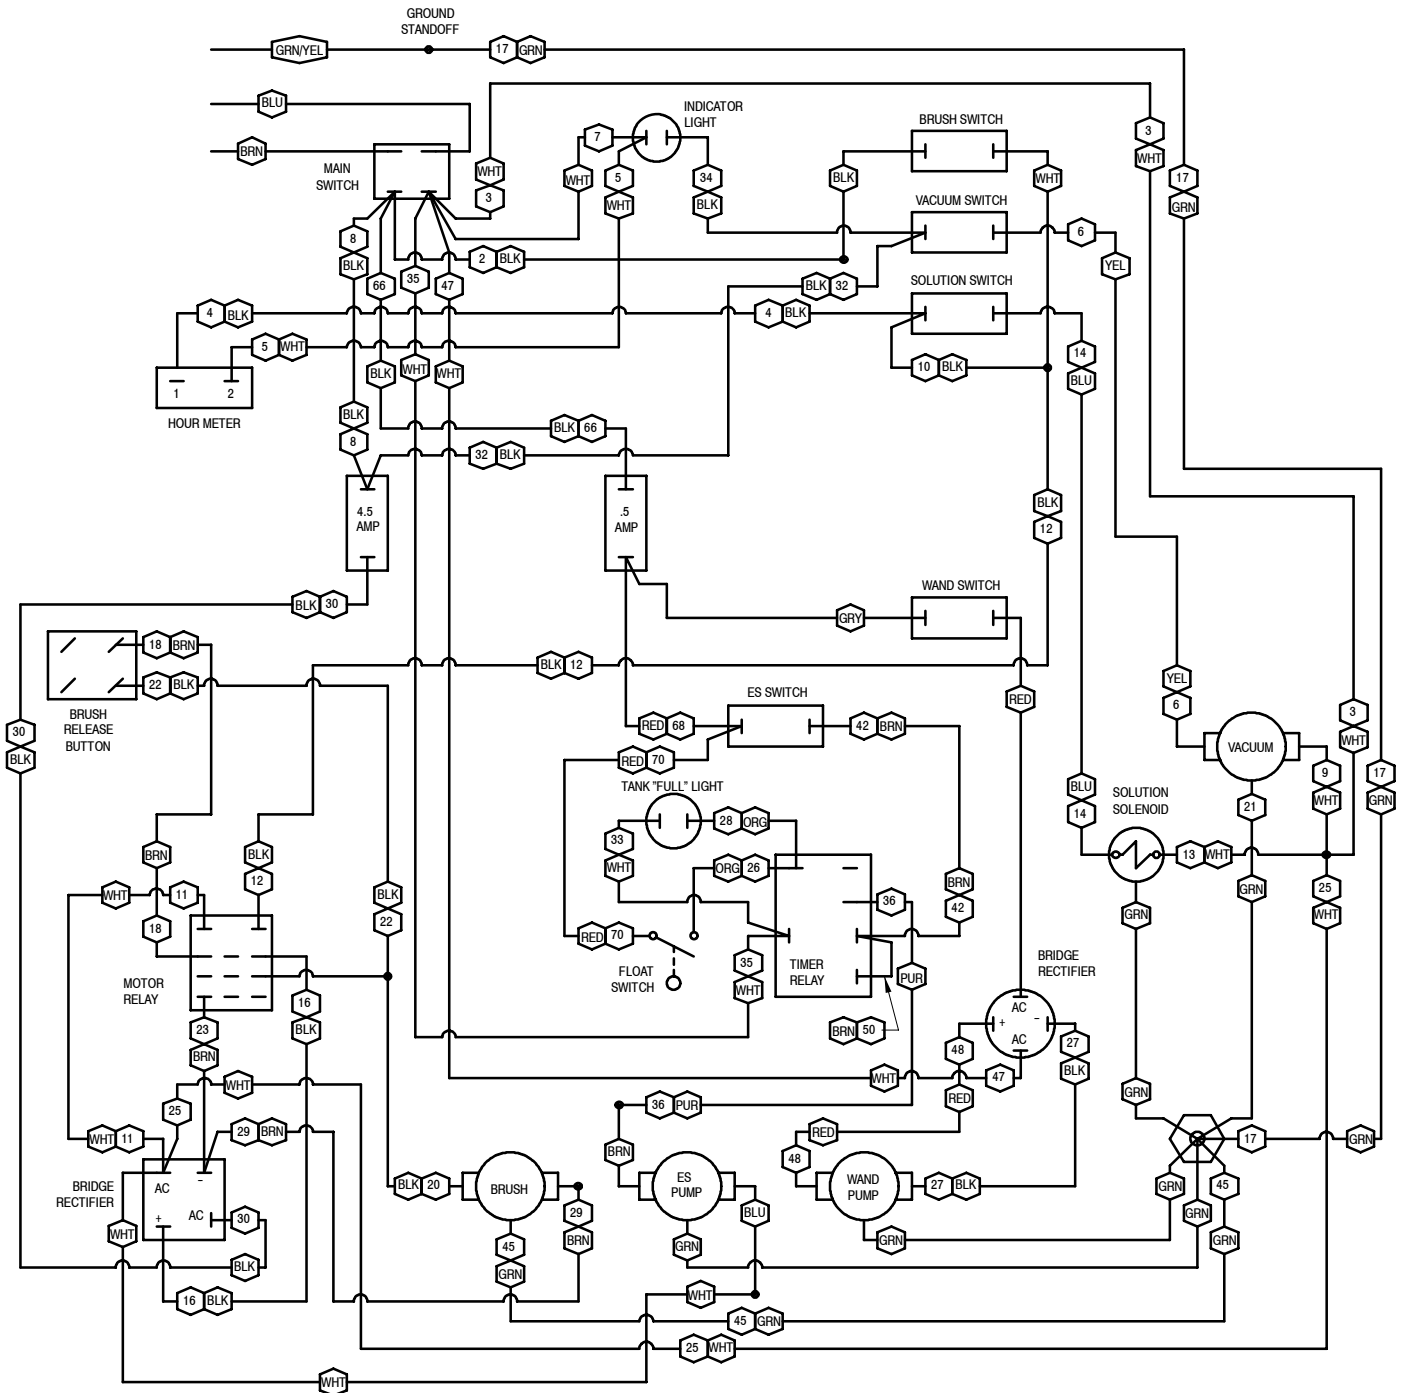 GROUND
STANDOFF
GRN/YEL
17 GRN
BLU
BRN
MAIN
SWITCH
WHT
3
7
WHT
INDICATOR
LIGHT
5
WHT
34
BLK
BRUSH SWITCH
BLK
WHT
3
WHT
17
GRN
VACUUM SWITCH
6
YEL
8
BLK
66
35
47
2 BLK
BLK 32
SOLUTION SWITCH
4 BLK
4 BLK
5 WHT
14
BLU
10 BLK
BLK
WHT
WHT
1
2
HOUR METER
BLK
8
BLK 66
32 BLK
4.5
AMP
.5
AMP
BLK
12
BLK 30
WAND SWITCH
GRY
18 BRN
22 BLK
BLK 12
RED
BRUSH
RELEASE
BUTTON
30
BLK
ES SWITCH
RED 68
42 BRN
RED 70
YEL
6
VACUUM
3
WHT
17
GRN
9
WHT
21
TANK "FULL" LIGHT
28 ORG
33
WHT
ORG 26
BLU
14
SOLUTION
SOLENOID
13 WHT
BRN
18
BLK
12
WHT 11
BLK
22
BRN
42
36
GRN
GRN
25
WHT
RED 70
FLOAT
SWITCH
35
WHT
TIMER
RELAY
PUR
BRIDGE
RECTIFIER
MOTOR
RELAY
16
BLK
23
BRN
BRN 50
AC
+
-
AC
48
RED
27
BLK
WHT 47
WHT
25
36 PUR
GRN
WHT 11
29 BRN
BRN
RED
48
17 GRN
BRIDGE
RECTIFIER
AC
-
+
AC
30
BLK
WHT
BLK 20
BRUSH
29
BRN
ES
PUMP
BLU
WAND
PUMP
27 BLK
GRN
GRN
45
GRN
45
GRN
GRN
GRN
16 BLK
WHT
45 GRN
25 WHT
WHT